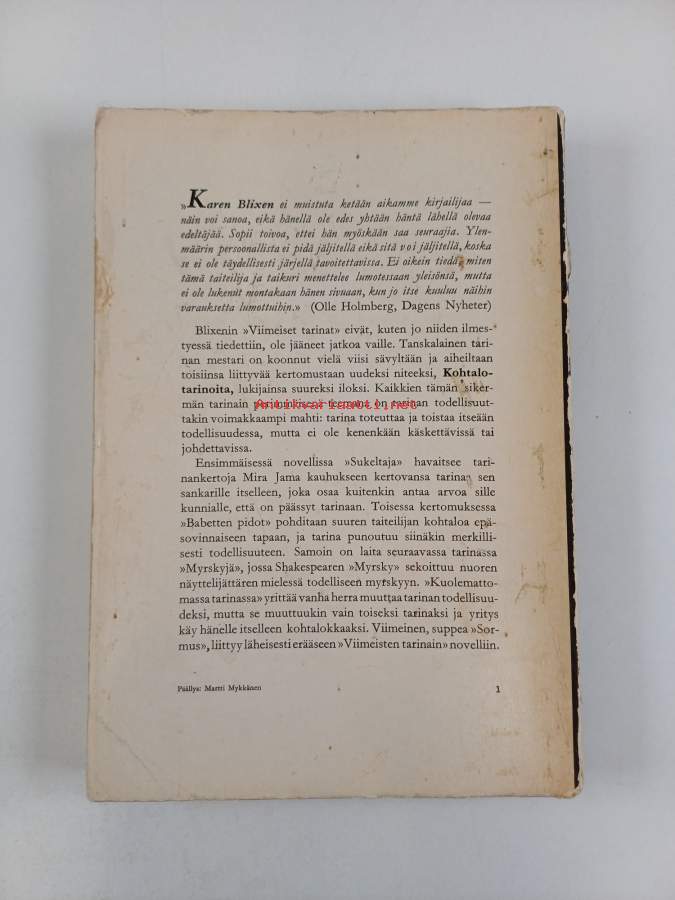 »Karen Blixen ei muistuta ketään aikamme kirjailijaa —
näin voi sanoa, eikä hänellä ole edes yhtään häntä lähellä olevaa
edeltäjää. Sopii toivoa, ettei hän myöskään saa seuraajia. Ylen-
määrin persoonallista ei pidä jäljitellä eikä sitä voi jäljitellä, koska
se ei ole täydellisesti järjellä tavoitettavissa. Ei oikein tiedä, miten
tämä taiteilija ja taikuri menettelee lumotessaan yleisönsä, mutta
ei ole lukenut montakaan hänen sivuaan, kun jo itse kuuluu näihin
varauksetta lumottuihin.» (Olle Holmberg, Dagens Nyheter)
Blixenin »Viimeiset tarinat» eivät, kuten jo niiden ilmes-
tyessä tiedettiin, ole jääneet jatkoa vaille. Tanskalainen tari-
nan mestari on koonnut vielä viisi sävyltään ja aiheiltaan
toisiinsa liittyvää kertomustaan uudeksi niteeksi, Kohtalo-
tarinoita, lukijainsa suureksi iloksi. Kaikkien tämän siker-
män tarinain perimmäisenä teemana on tarinan todellisuut-
takin voimakkaampi mahti: tarina toteuttaa ja toistaa itseään
todellisuudessa, mutta ei ole kenenkään käskettävissä tai
johdettavissa.
Ensimmäisessä novellissa »Sukeltaja» havaitsee tari-
nankertoja Mira Jama kauhukseen kertovansa tarinan sen
sankarille itselleen, joka osaa kuitenkin antaa arvoa sille
kunnialle, että on päässyt tarinaan. Toisessa kertomuksessa
»Babetten pidot» pohditaan suuren taiteilijan kohtaloa epä-
sovinnaiseen tapaan, ja tarina punoutuu siinäkin merkilli-
sesti todellisuuteen. Samoin on laita seuraavassa tarinassa
»Myrskyjä», jossa Shakespearen »Myrsky» sekoittuu nuoren
näyttelijättären mielessä todelliseen myrskyyn. »Kuolematto-
massa tarinassa» yrittää vanha herra muuttaa tarinan todellisuu-
deksi, mutta se muuttuukin vain toiseksi tarinaksi ja yritys
käy hänelle itselleen kohtalokkaaksi. Viimeinen, suppea »Sor-
mus», liittyy läheisesti erääseen »Viimeisten tarinain» novelliin.
Päällys: Martti Mykkänen 1
Antikvariaatti.net